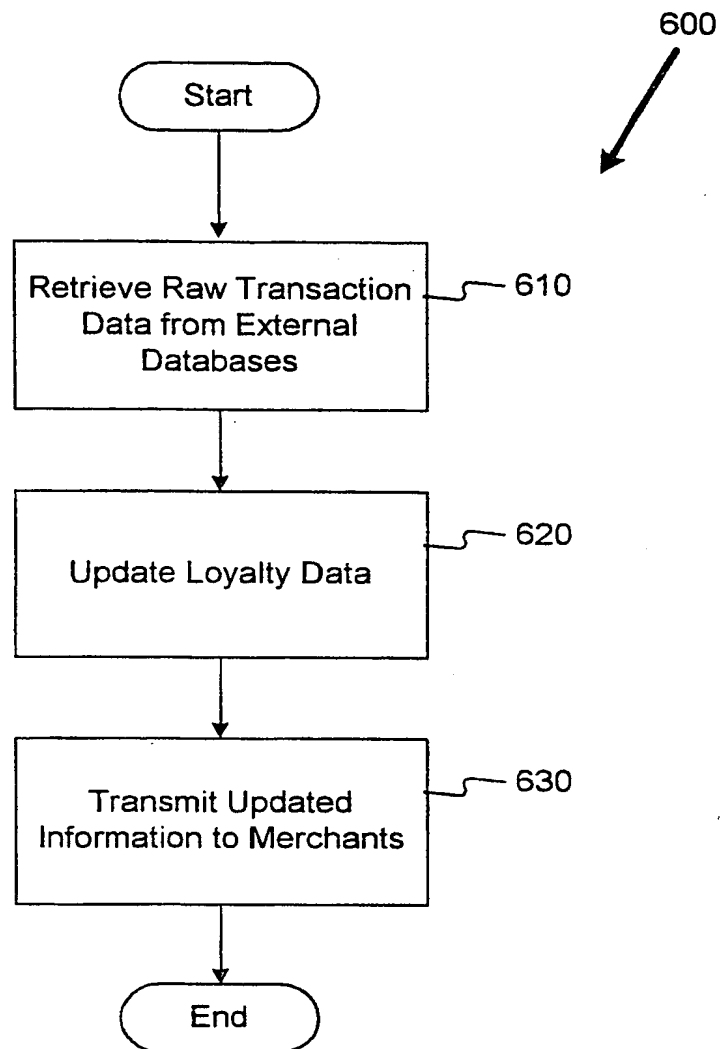 600
Start
Retrieve Raw Transaction
Data from External
Databases
610
Update Loyalty Data
620
Transmit Updated
Information to Merchants
630
End